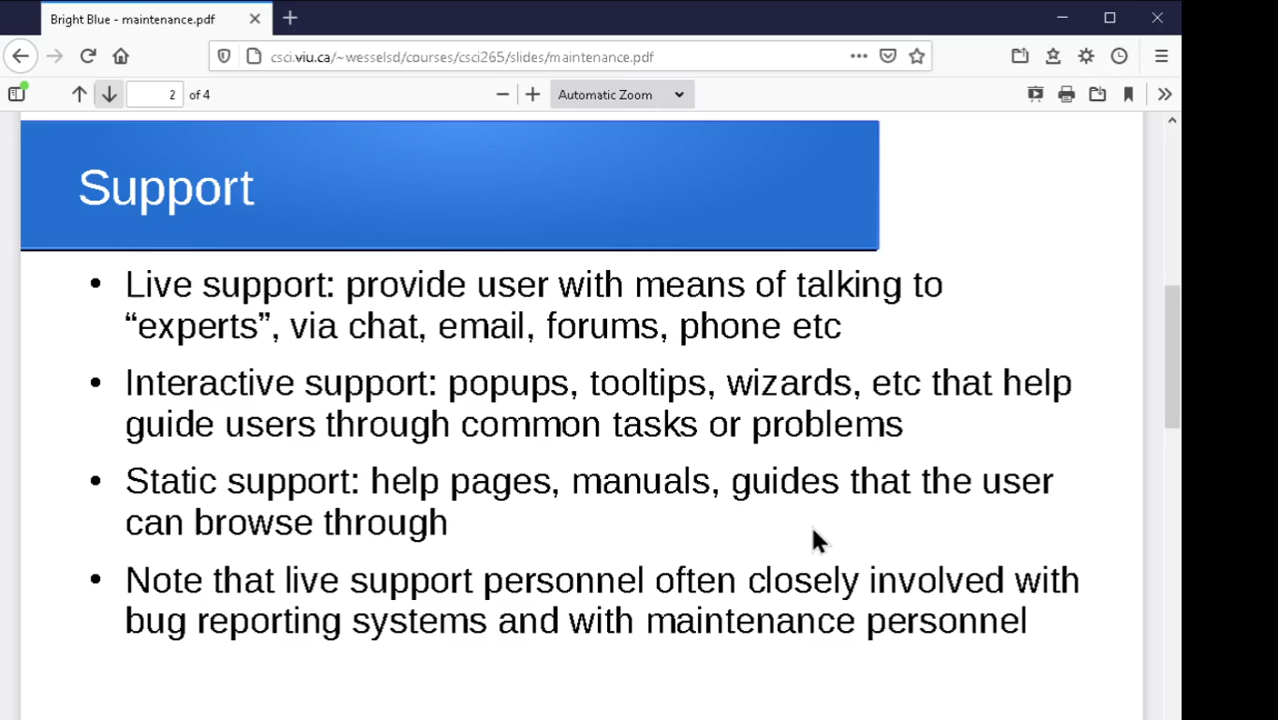 Bright Blue - maintenance.pdf
csci.viu.ca/~wesselsd/courses/csci265/slides/maintenance.pdf
2 of 4
Automatic Zoom
Support
• Live support: provide user with means of talking to
“experts”, via chat, email, forums, phone etc
• Interactive support: popups, tooltips, wizards, etc that help
guide users through common tasks or problems
• Static support: help pages, manuals, guides that the user
can browse through
• Note that live support personnel often closely involved with
bug reporting systems and with maintenance personnel